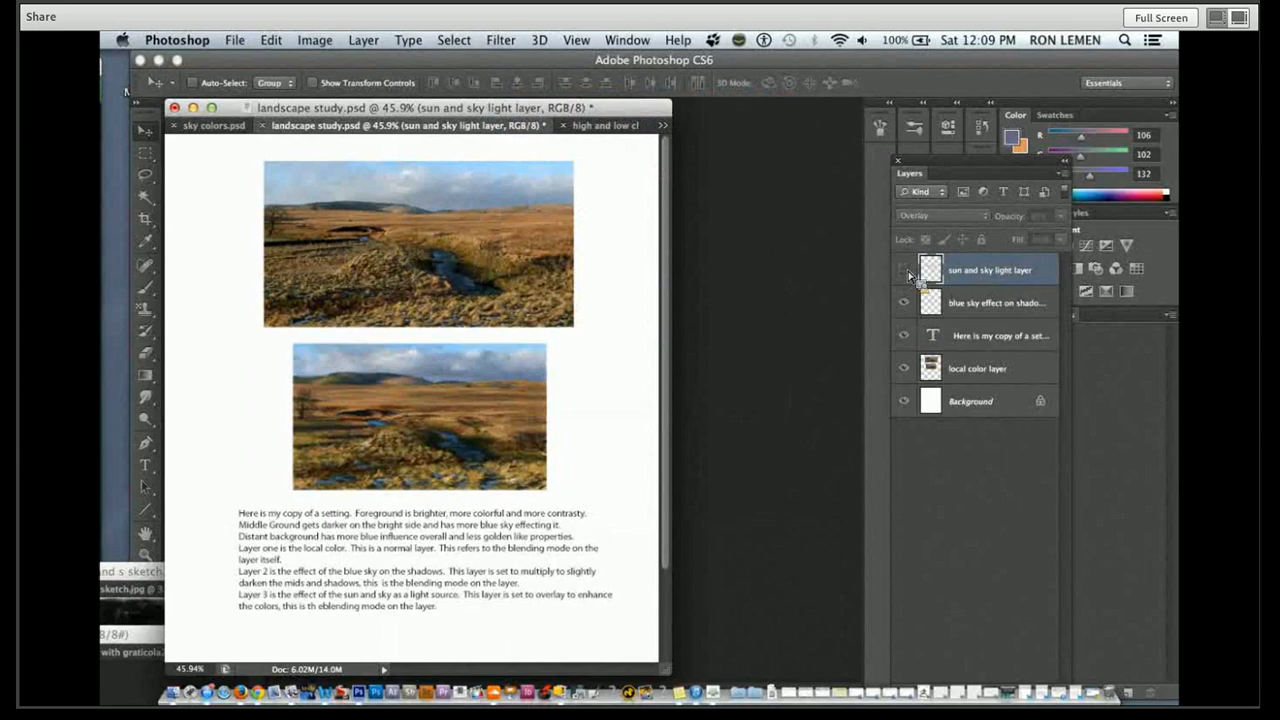 Share
Full Screen
Photoshop File Edit Image Layer Type Select Filter 3D View Window Help 100% Sat 12:09 PM RON LEMEN
Adobe Photoshop CS6
Auto-Select: Group Show Transform Controls 3D Mode: Essentials
landscape study.psd @ 45.9% (sun and sky light layer, RGB/8) *
sky colors.psd landscape study.psd @ 45.9% (sun and sky light layer, RGB/8) * high and low cl
Color Swatches
R 106
102
132
Layers
Kind
Overlay Opacity:
Lock: Fill:
sun and sky light layer
blue sky effect on shado...
T Here is my copy of a set...
local color layer
Background
Here is my copy of a setting. Foreground is brighter, more colorful and more contrasty.
Middle Ground gets darker on the bright side and has more blue sky effecting it.
Distant background has more blue influence overall and less golden like properties.
Layer one is the local color. This is a normal layer. This refers to the blending mode on the
layer itself.
Layer 2 is the effect of the blue sky on the shadows. This layer is set to multiply to slightly
darken the mids and shadows, this is the blending mode on the layer.
Layer 3 is the effect of the sun and sky as a light source. This layer is set to overlay to enhance
the colors, this is th eblending mode on the layer.
45.94% Doc: 6.02M/14.0M